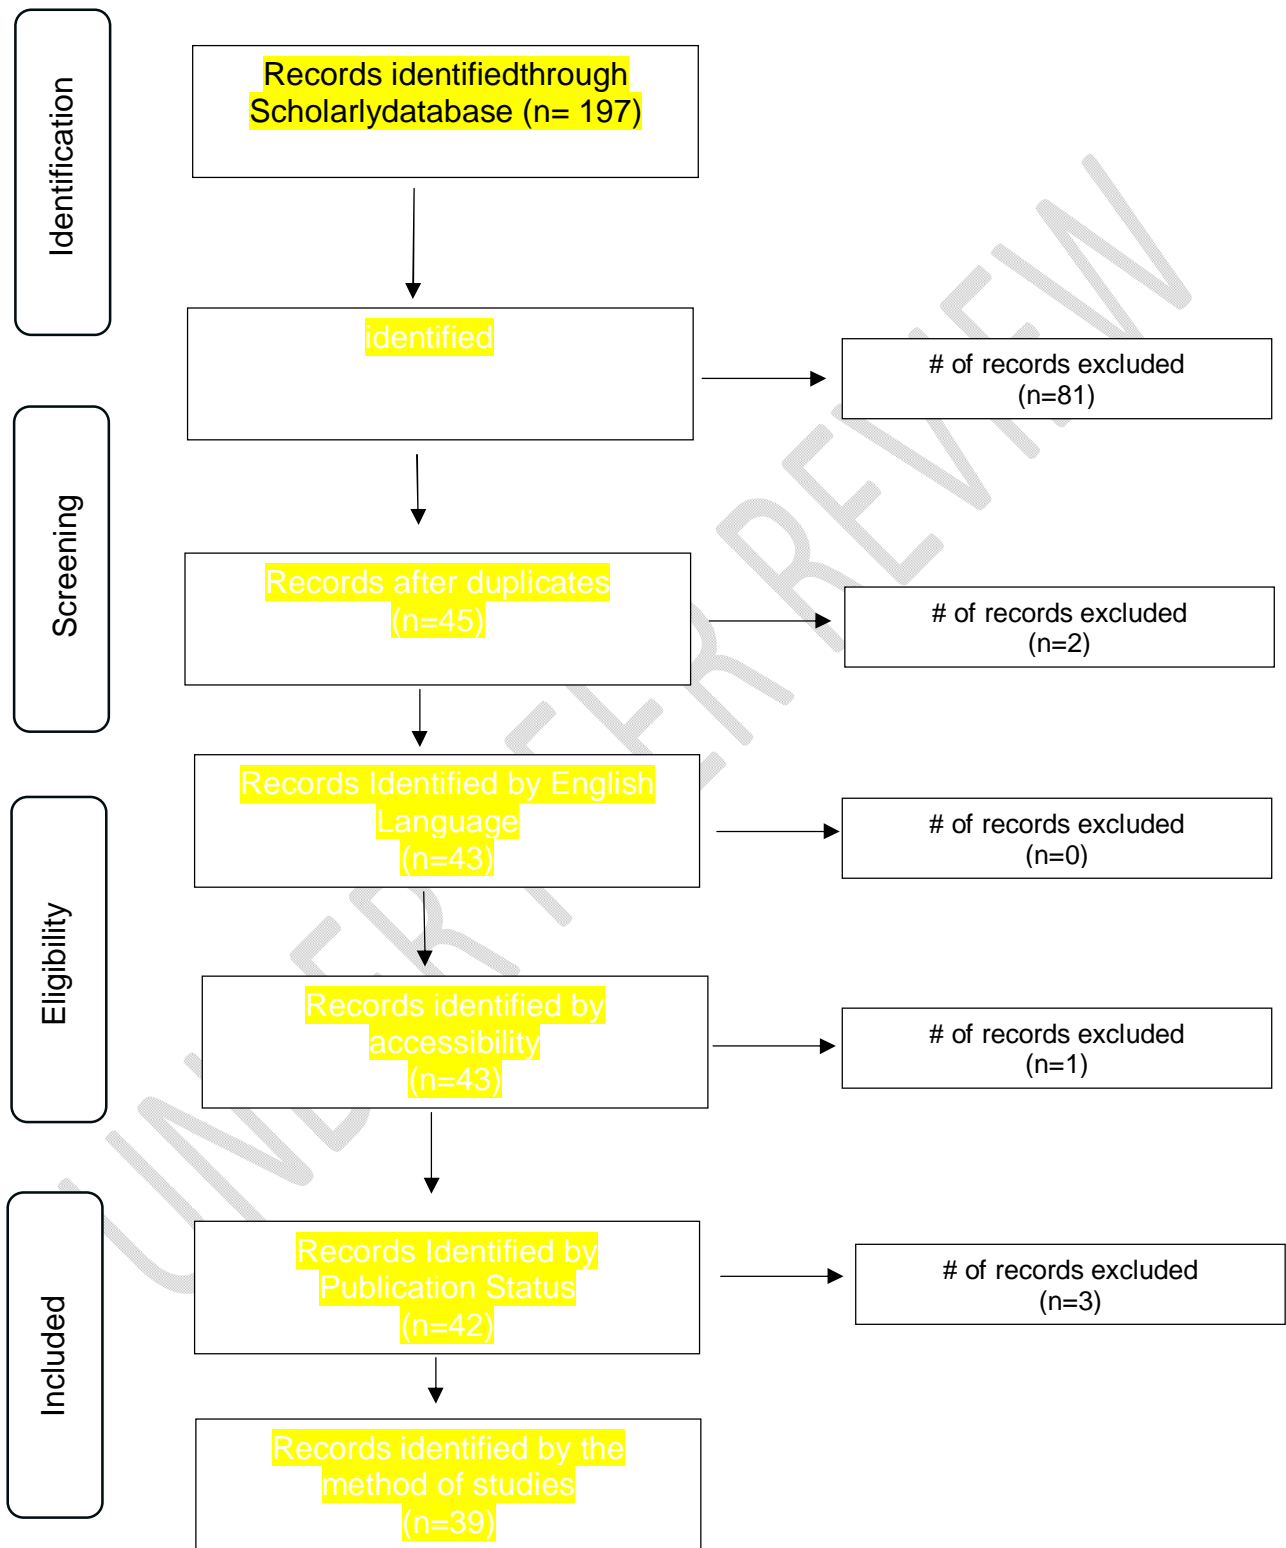 Identification
Records identifiedthrough
Scholarlydatabase (n= 197)
identified
# of records excluded
(n=81)
Screening
Records after duplicates
(n=45)
# of records excluded
(n=2)
Records Identified by English
Language
(n=43)
# of records excluded
(n=0)
Eligibility
Records identified by
accessibility
(n=43)
# of records excluded
(n=1)
Included
Records Identified by
Publication Status
(n=42)
# of records excluded
(n=3)
Records identified by the
method of studies
(n=39)
UNDER PEER REVIEW